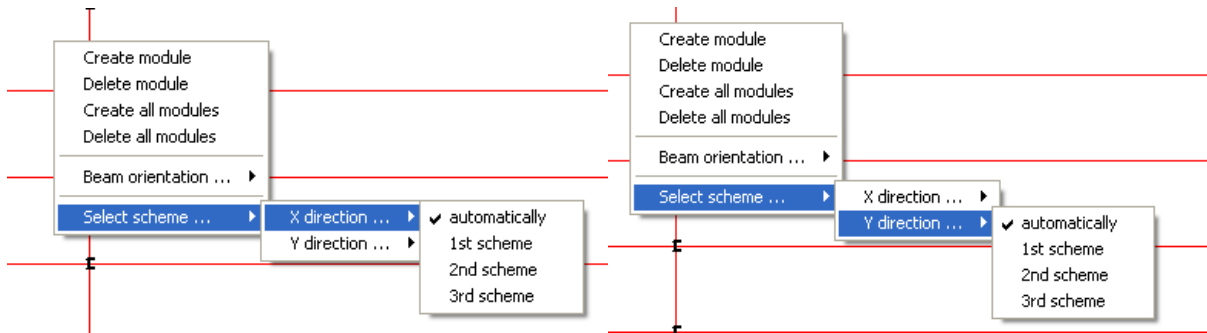 Create module
Delete module
Create all modules
Delete all modules
Beam orientation ...
Select scheme ...
X direction ...
Y direction ...
automatically
1st scheme
2nd scheme
3rd scheme
Create module
Delete module
Create all modules
Delete all modules
Beam orientation ...
Select scheme ...
X direction ...
Y direction ...
automatically
1st scheme
2nd scheme
3rd scheme